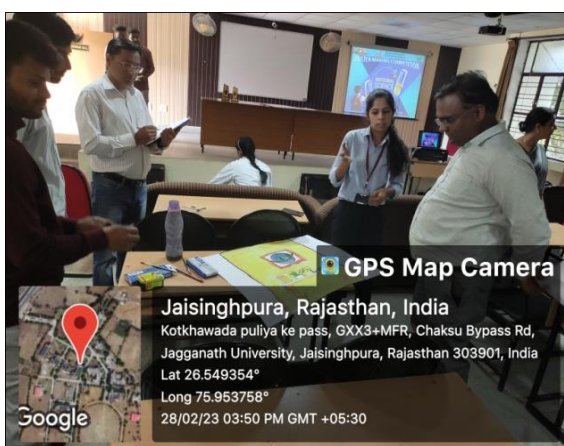 GPS Map Camera
Jaisinghpura, Rajasthan, India
Kotkhawada puliya ke pass, GXX3+MFR, Chaksu Bypass Rd,
Jagganath University, Jaisinghpura, Rajasthan 303901, India
Lat 26.549354°
Long 75.953758°
28/02/23 03:50 PM GMT +05:30
Google